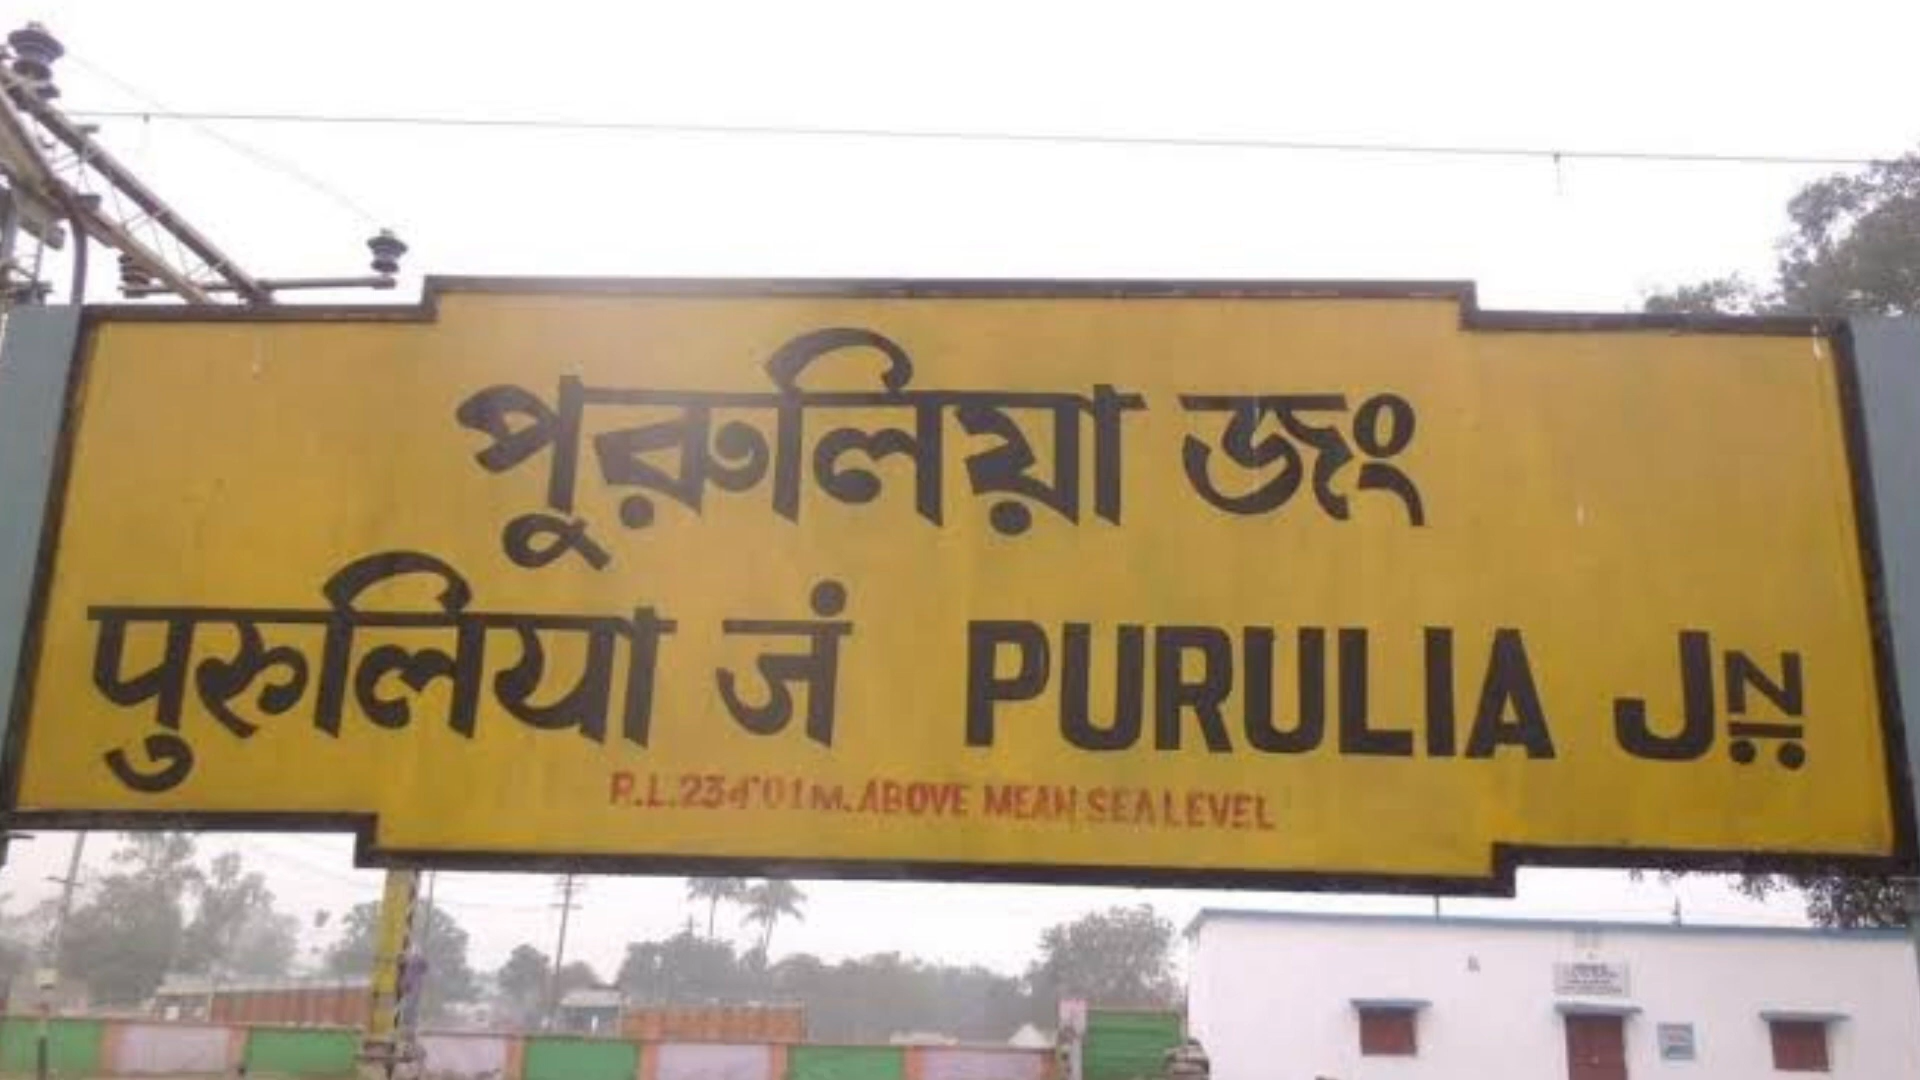 পুরুলিয়া জং
पुरुलिया जं PURULIA JN
R.L.234.01M. ABOVE MEAN SEA LEVEL